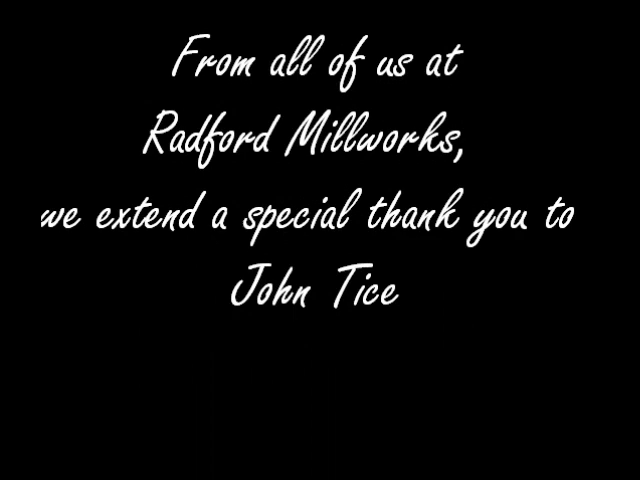 From all of us at
Radford Millworks,
we extend a special thank you to
John Tice